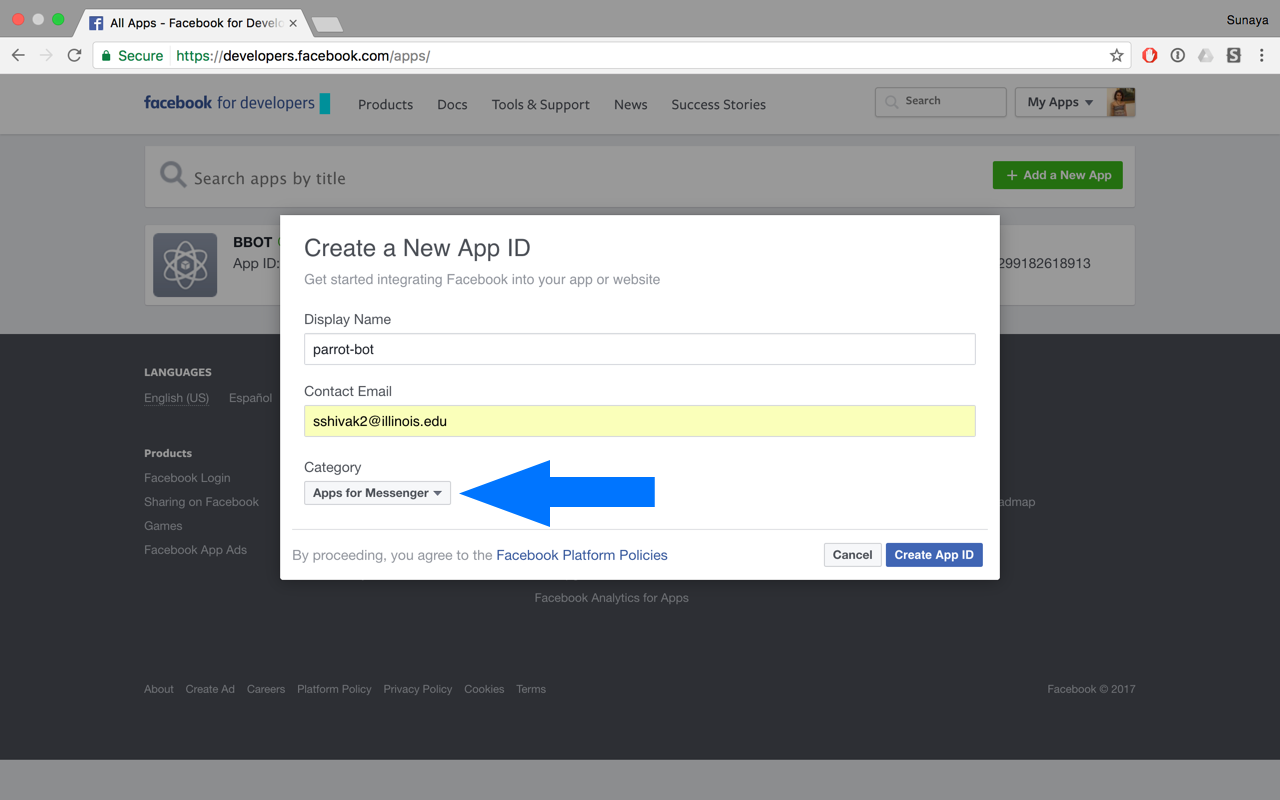 All Apps - Facebook for Develo
Sunaya
Secure https://developers.facebook.com/apps/
facebook for developers Products Docs Tools & Support News Success Stories Search My Apps
Search apps by title + Add a New App
BBOT
App ID: 299182618913
Create a New App ID
Get started integrating Facebook into your app or website
Display Name
parrot-bot
Contact Email
sshivak2@illinois.edu
Category
Apps for Messenger
By proceeding, you agree to the Facebook Platform Policies Cancel Create App ID
LANGUAGES
English (US) Español
Products
Facebook Login
Sharing on Facebook admap
Games
Facebook App Ads
Facebook Analytics for Apps
About Create Ad Careers Platform Policy Privacy Policy Cookies Terms Facebook © 2017